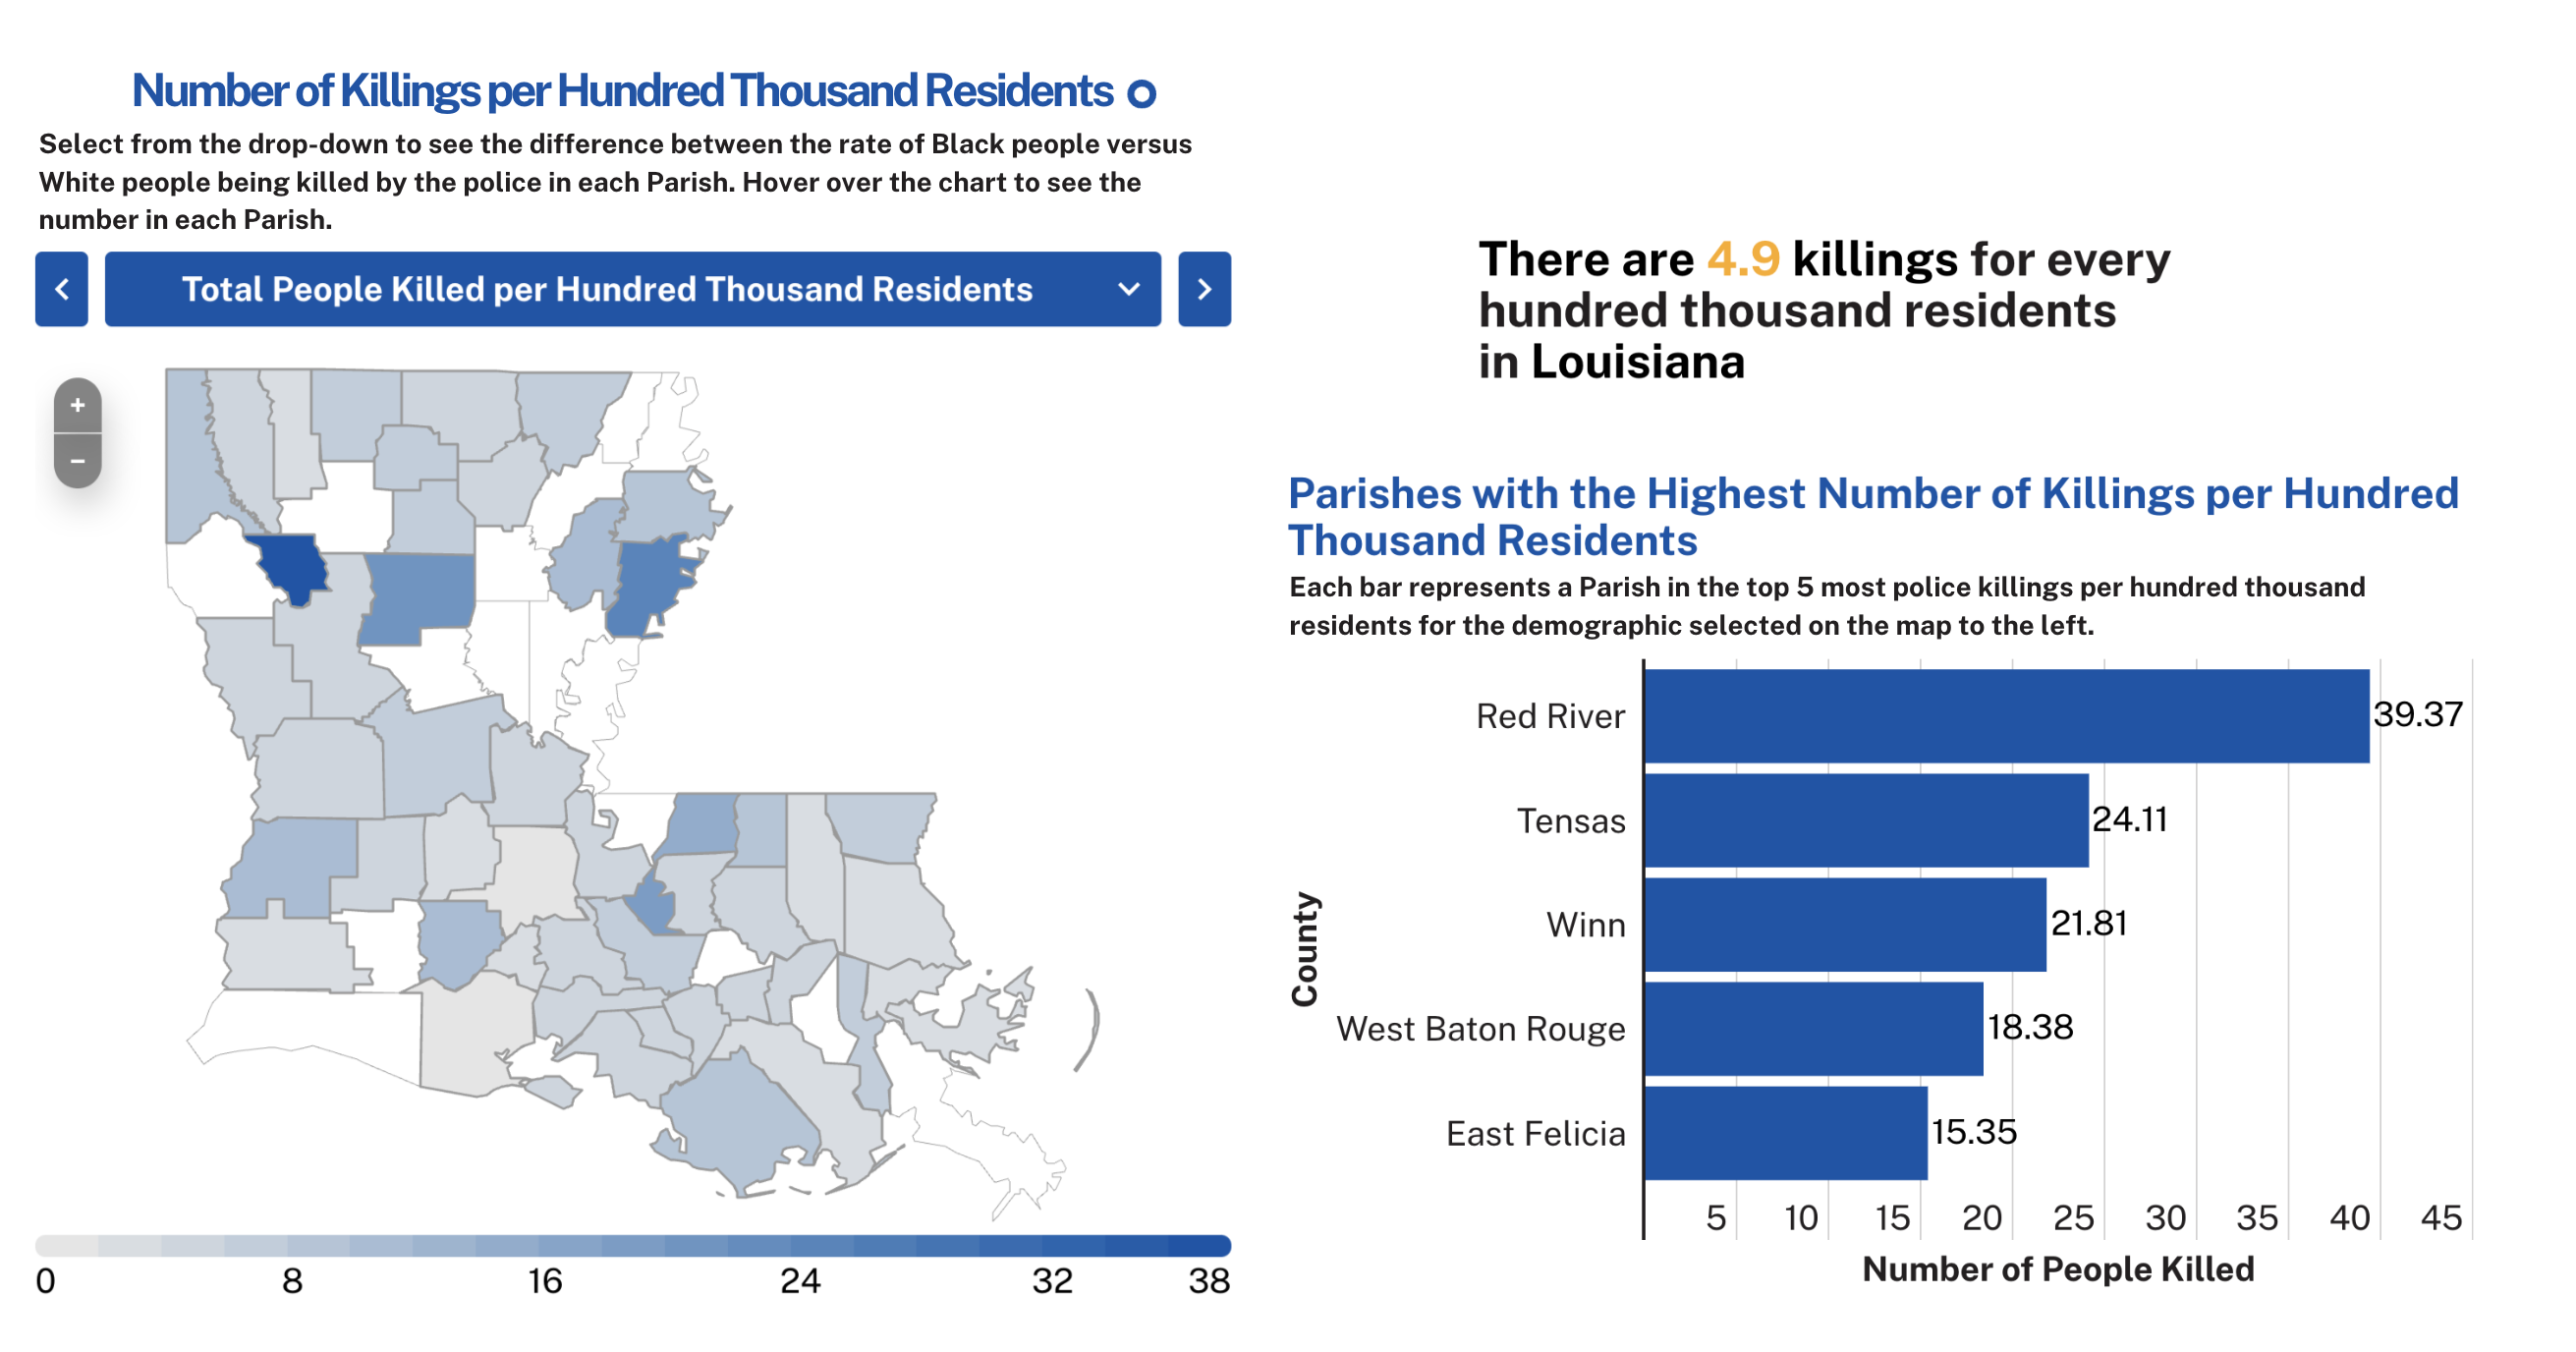 Number of Killings per Hundred Thousand Residents
Select from the drop-down to see the difference between the rate of Black people versus
White people being killed by the police in each Parish. Hover over the chart to see the
number in each Parish.
Total People Killed per Hundred Thousand Residents
+
−
0 8 16 24 32 38
There are 4.9 killings for every
hundred thousand residents
in Louisiana
Parishes with the Highest Number of Killings per Hundred
Thousand Residents
Each bar represents a Parish in the top 5 most police killings per hundred thousand
residents for the demographic selected on the map to the left.
County
Red River 39.37
Tensas 24.11
Winn 21.81
West Baton Rouge 18.38
East Felicia 15.35
5 10 15 20 25 30 35 40 45
Number of People Killed